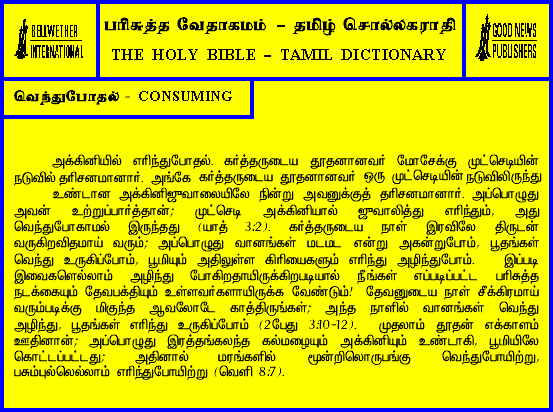 BELLWETHER
INTERNATIONAL
பரிசுத்த வேதாகமம் – தமிழ் சொல்லகராதி
THE HOLY BIBLE – TAMIL DICTIONARY
GOOD NEWS
PUBLISHERS
வெந்துபோதல் - CONSUMING
அக்கினியில் எரிந்துபோதல். கர்த்தருடைய தூதனானவர் மோசேக்கு முட்செடியின்
நடுவில் தரிசனமானார். அங்கே கர்த்தருடைய தூதனானவர் ஒரு முட்செடியின் நடுவிலிருந்து
உண்டான அக்கினிஜுவாலையிலே நின்று அவனுக்குத் தரிசனமானார். அப்பொழுது
அவன் உற்றுப்பார்த்தான்; முட்செடி அக்கினியால் ஜுவாலித்து எரிந்தும், அது
வெந்துபோகாமல் இருந்தது (யாத் 3:2). கர்த்தருடைய நாள் இரவிலே திருடன்
வருகிறவிதமாய் வரும்; அப்பொழுது வானங்கள் மடமட என்று அகன்றுபோம், பூதங்கள்
வெந்து உருகிப்போம், பூமியும் அதிலுள்ள கிரியைகளும் எரிந்து அழிந்துபோம். இப்படி
இவைகளெல்லாம் அழிந்து போகிறதாயிருக்கிறபடியால் நீங்கள் எப்படிப்பட்ட பரிசுத்த
நடக்கையும் தேவபக்தியும் உள்ளவர்களாயிருக்க வேண்டும்! தேவனுடைய நாள் சீக்கிரமாய்
வரும்படிக்கு மிகுந்த ஆவலோடே காத்திருங்கள்; அந்த நாளில் வானங்கள் வெந்து
அழிந்து, பூதங்கள் எரிந்து உருகிப்போம் (2பேது 3:10-12). முதலாம் தூதன் எக்காளம்
ஊதினான்; அப்பொழுது இரத்தங்கலந்த கல்மழையும் அக்கினியும் உண்டாகி, பூமியிலே
கொட்டப்பட்டது; அதினால் மரங்களில் மூன்றிலொருபங்கு வெந்துபோயிற்று,
பசும்புல்லெல்லாம் எரிந்துபோயிற்று (வெளி 8:7).